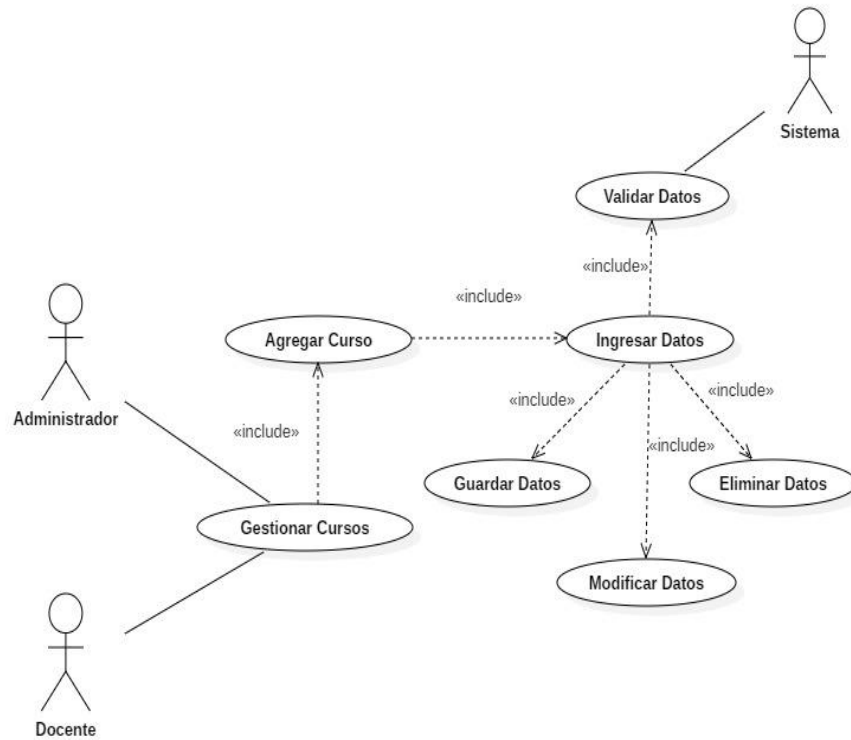 Sistema
Validar Datos
«include»
«include»
Agregar Curso
Ingresar Datos
Administrador
«include»
«include»
«include»
«include»
Guardar Datos
Eliminar Datos
Gestionar Cursos
Modificar Datos
Docente